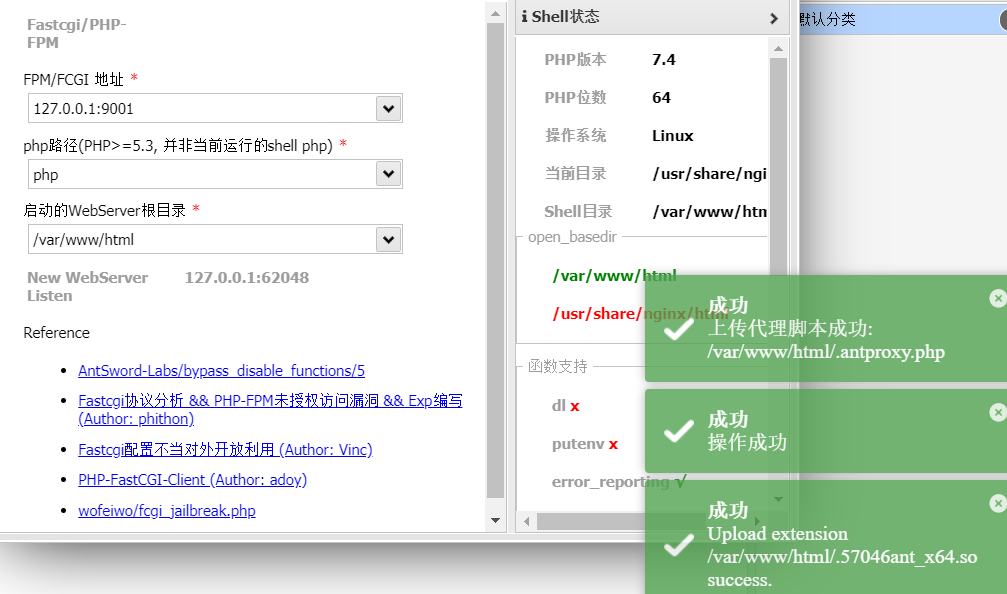 Fastcgi/PHP-
FPM
FPM/FCGI 地址 *
127.0.0.1:9001
php路径(PHP>=5.3, 并非当前运行的shell php) *
php
启动的WebServer根目录 *
/var/www/html
New WebServer 127.0.0.1:62048
Listen
Reference
AntSword-Labs/bypass_disable_functions/5
Fastcgi协议分析 && PHP-FPM未授权访问漏洞 && Exp编写
(Author: phithon)
Fastcgi配置不当对外开放利用 (Author: Vinc)
PHP-FastCGI-Client (Author: adoy)
wofeiwo/fcgi_jailbreak.php
Shell状态
PHP版本 7.4
PHP位数 64
操作系统 Linux
当前目录 /usr/share/ngi
Shell目录 /var/www/htm
open_basedir
/var/www/html
/usr/share/nginx/html
函数支持
dl x
putenv x
error_reporting √
默认分类
成功
上传代理脚本成功:
/var/www/html/.antproxy.php
成功
操作成功
成功
Upload extension
/var/www/html/.57046ant_x64.so
success.